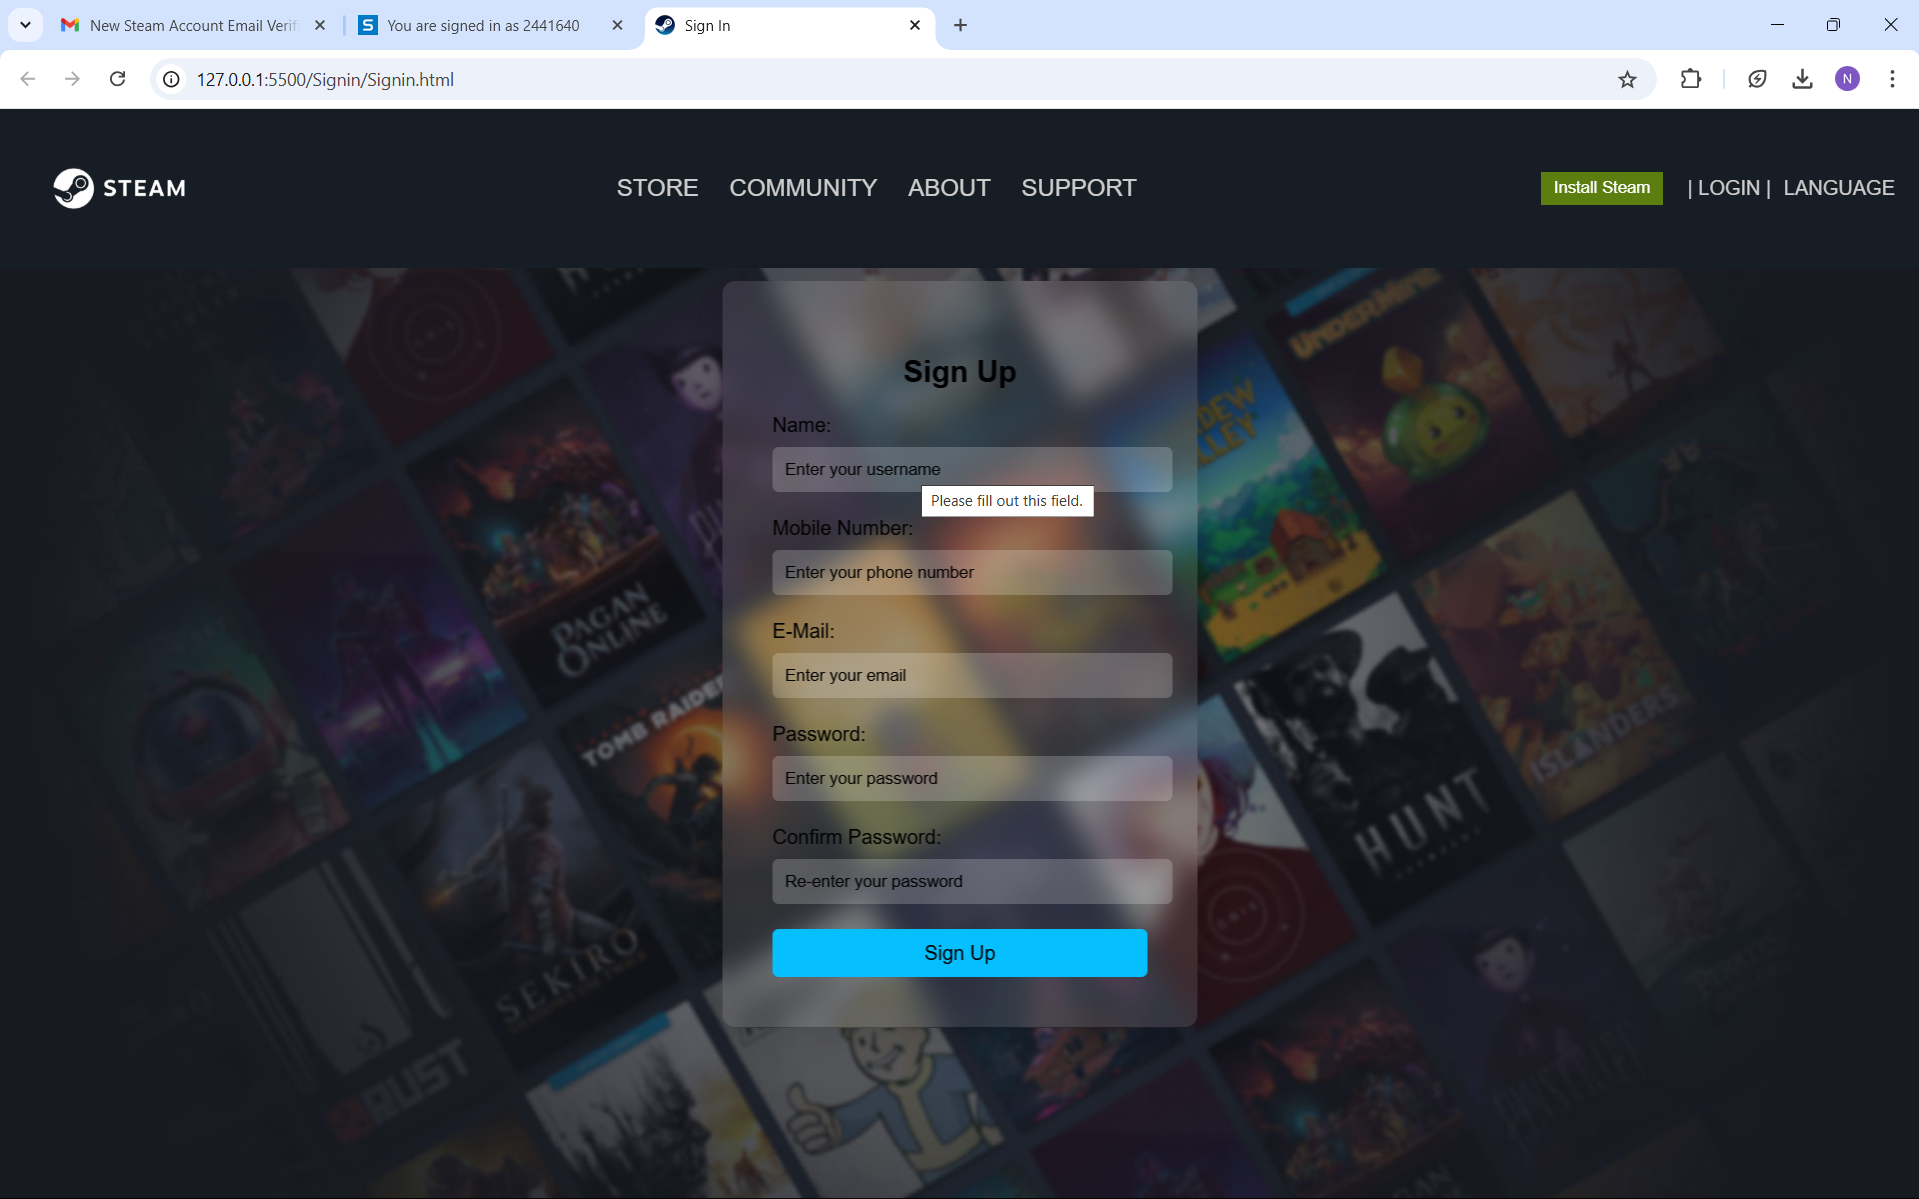 New Steam Account Email Verif
You are signed in as 2441640
Sign In
127.0.0.1:5500/Signin/Signin.html
N
STEAM
STORE COMMUNITY ABOUT SUPPORT
Install Steam | LOGIN | LANGUAGE
UNDERMINE
Sign Up
Name:
Enter your username
Please fill out this field.
Mobile Number:
Enter your phone number
E-Mail:
Enter your email
Password:
Enter your password
Confirm Password:
Re-enter your password
Sign Up
PAGAN
ONLINE
TOMB RAIDER
ISLANDERS
HUNT
SEKIRO
RUST